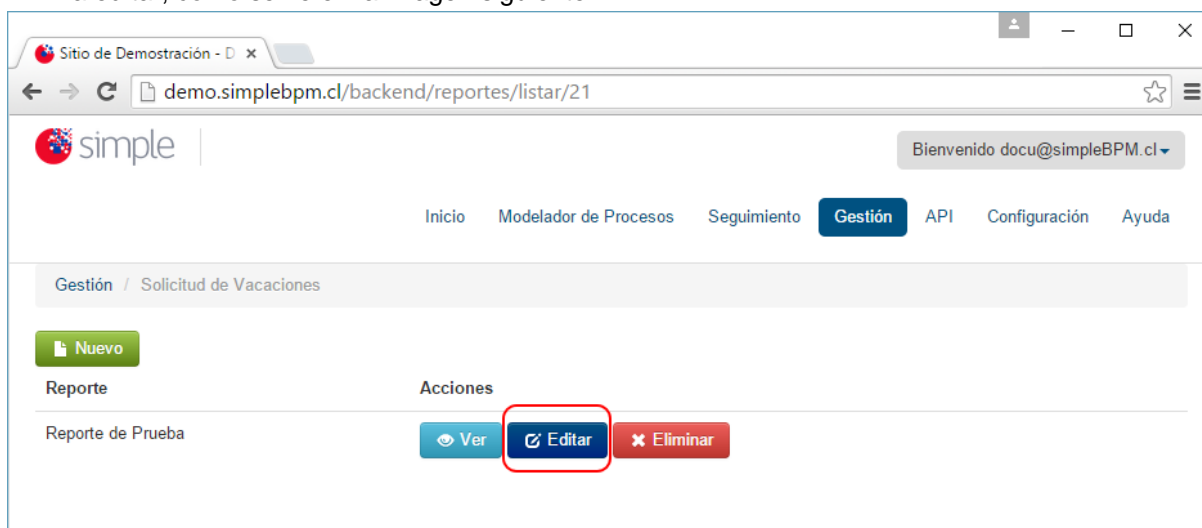 Sitio de Demostración - D
demo.simplebpm.cl/backend/reportes/listar/21
simple
Bienvenido docu@simpleBPM.cl
Inicio Modelador de Procesos Seguimiento Gestión API Configuración Ayuda
Gestión / Solicitud de Vacaciones
Nuevo
Reporte Acciones
Reporte de Prueba Ver Editar Eliminar